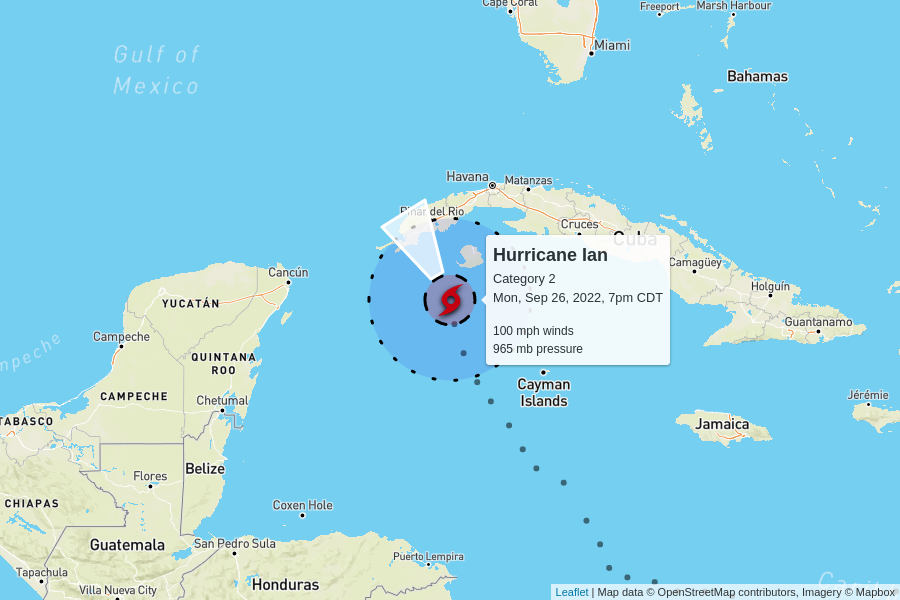 Cape Coral
Freeport
Marsh Harbour
Miami
Gulf of
Mexico
Bahamas
Havana
Matanzas
Pinar del Rio
Cruces
Cuba
Hurricane Ian
Category 2
Mon, Sep 26, 2022, 7pm CDT
100 mph winds
965 mb pressure
Camagüey
Holguín
Guantanamo
Cancún
YUCATÁN
Campeche
QUINTANA
ROO
CAMPECHE
Chetumal
TABASCO
Cayman
Islands
Jamaica
Jérémie
Belize
Flores
CHIAPAS
Coxen Hole
Guatemala
San Pedro Sula
Puerto Lempira
Tapachula
Villa Nueva City
Honduras
Leaflet | Map data © OpenStreetMap contributors, Imagery © Mapbox